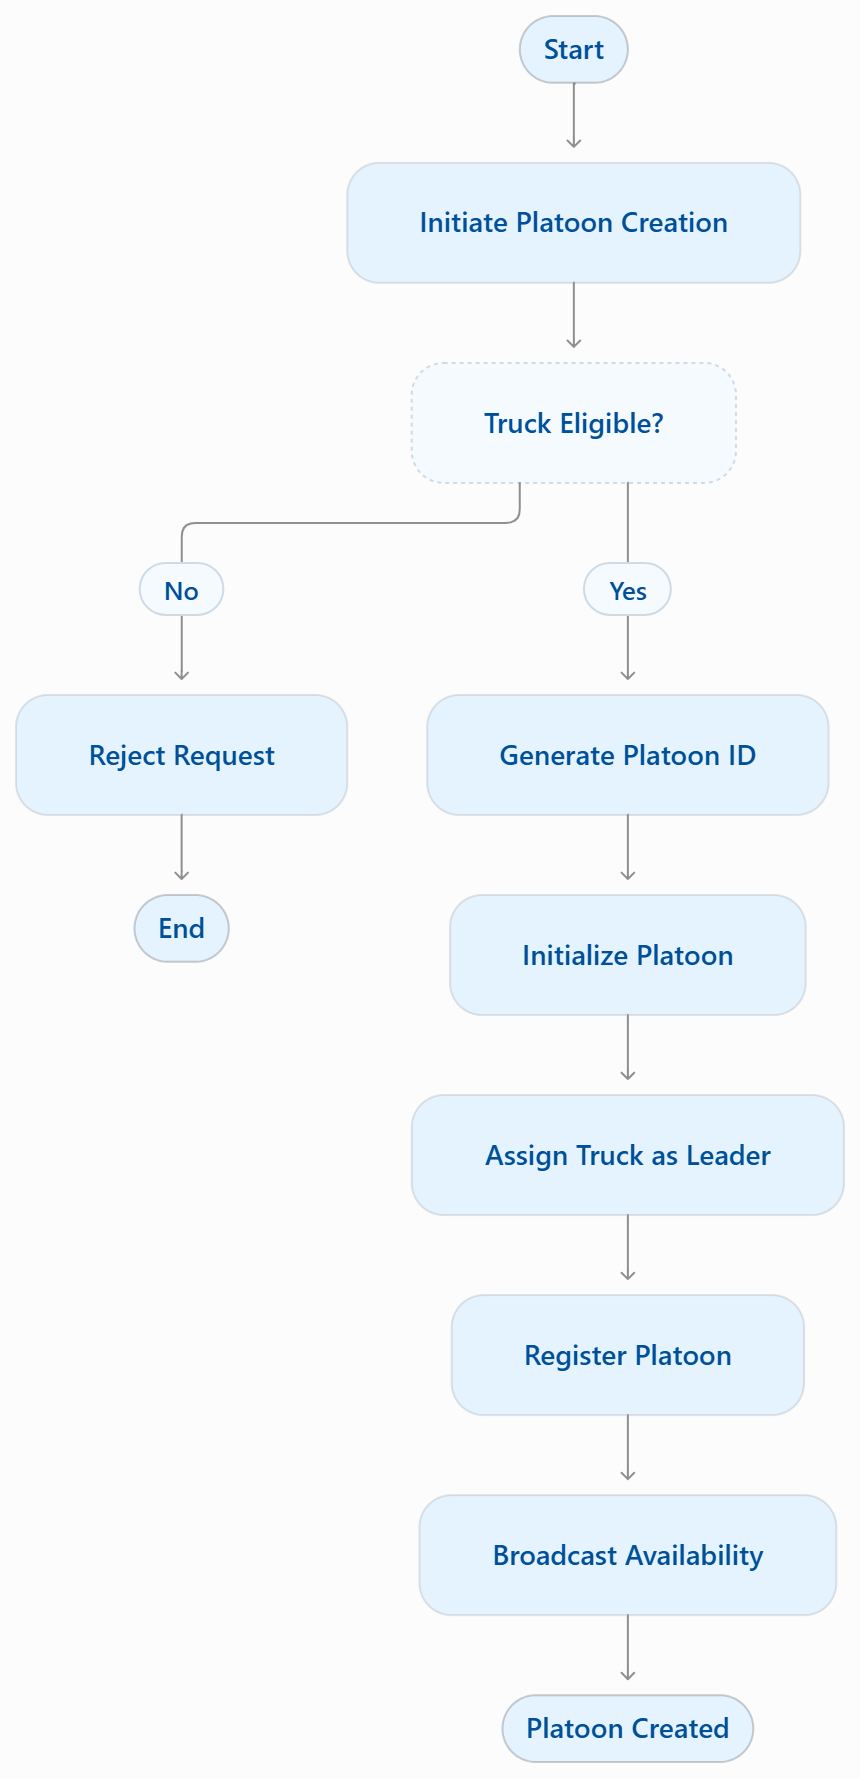 Start
Initiate Platoon Creation
Truck Eligible?
No
Yes
Reject Request
Generate Platoon ID
End
Initialize Platoon
Assign Truck as Leader
Register Platoon
Broadcast Availability
Platoon Created